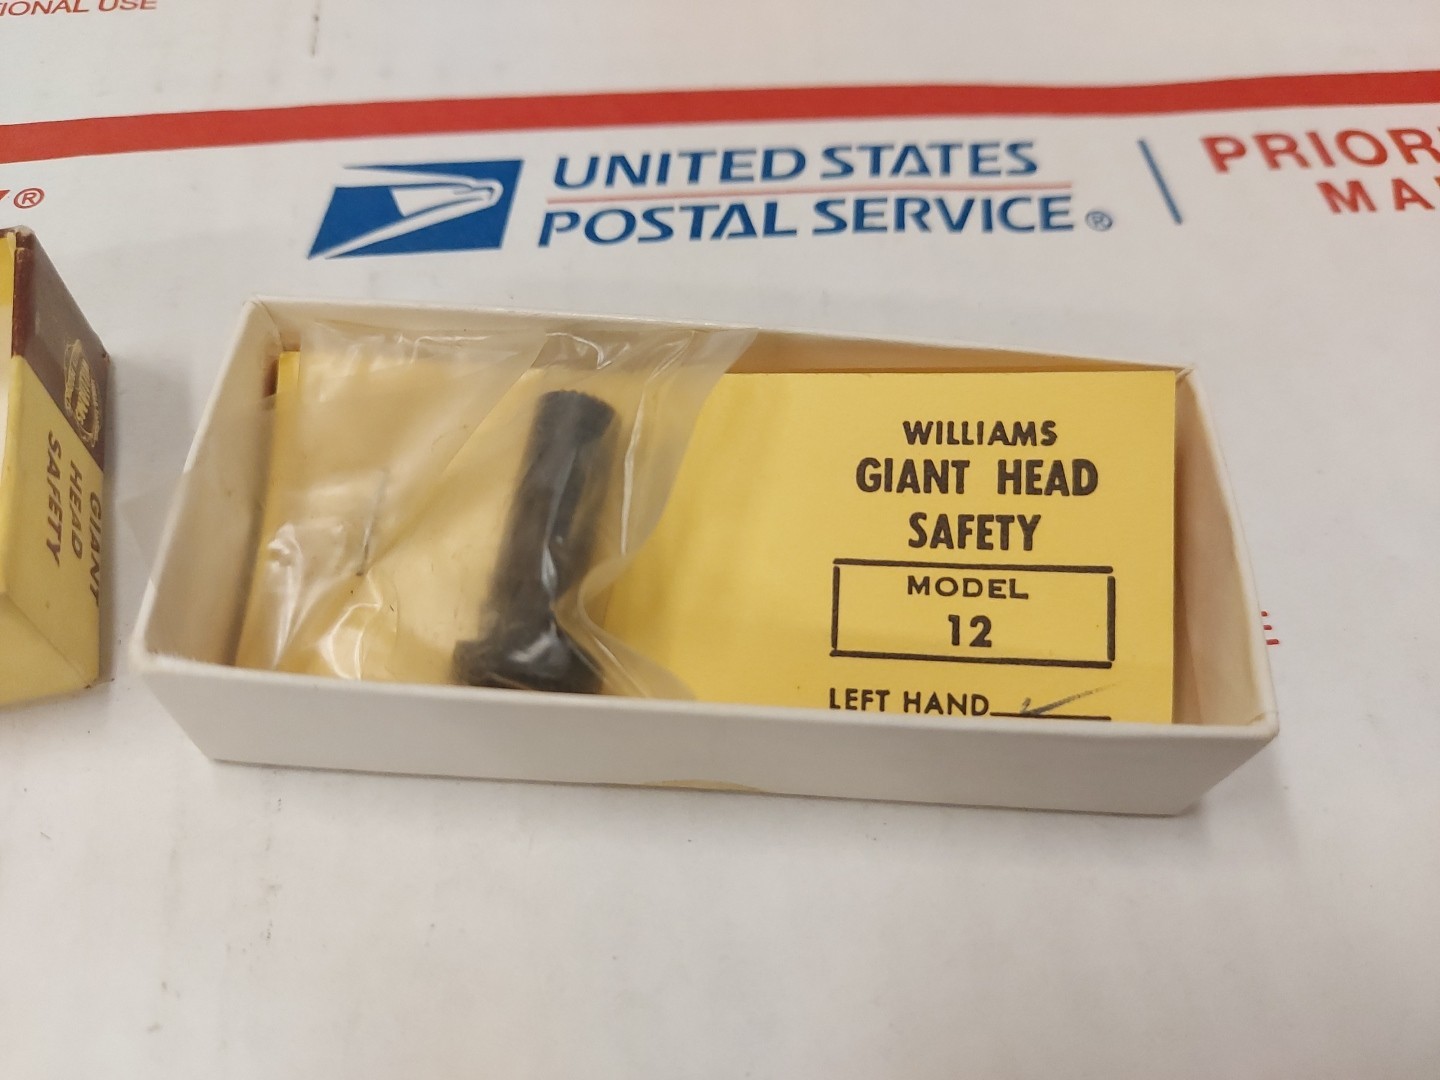 IONAL USE
UNITED STATES
POSTAL SERVICE®
PRIOR
MA
®
GIANT
HEAD
SAFETY
WILLIAMS
GIANT HEAD
SAFETY
MODEL
12
LEFT HAND
E